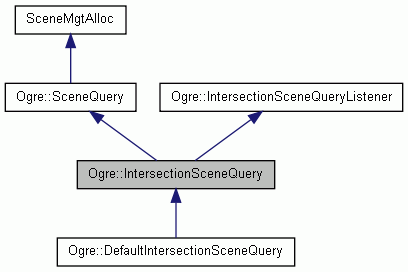 SceneMgtAlloc
Ogre::SceneQuery
Ogre::IntersectionSceneQueryListener
Ogre::IntersectionSceneQuery
Ogre::DefaultIntersectionSceneQuery